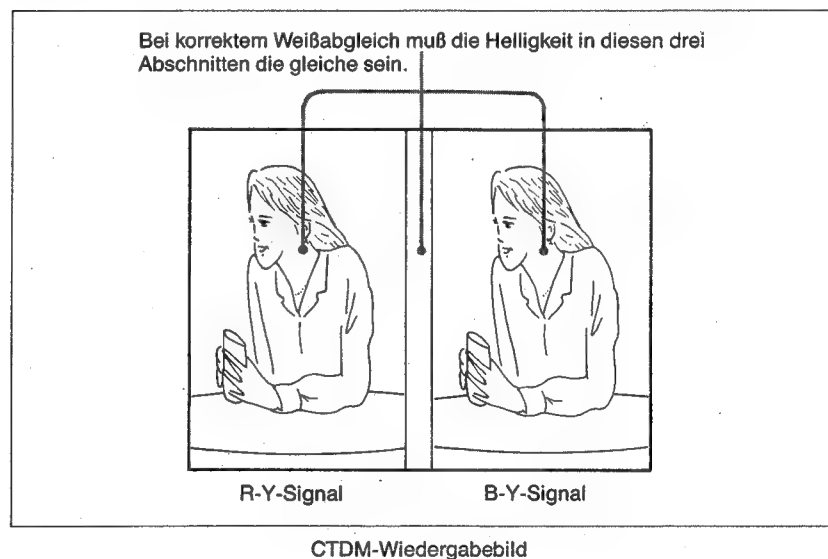 Bei korrektem Weißabgleich muß die Helligkeit in diesen drei
Abschnitten die gleiche sein.
R-Y-Signal
B-Y-Signal
CTDM-Wiedergabebild